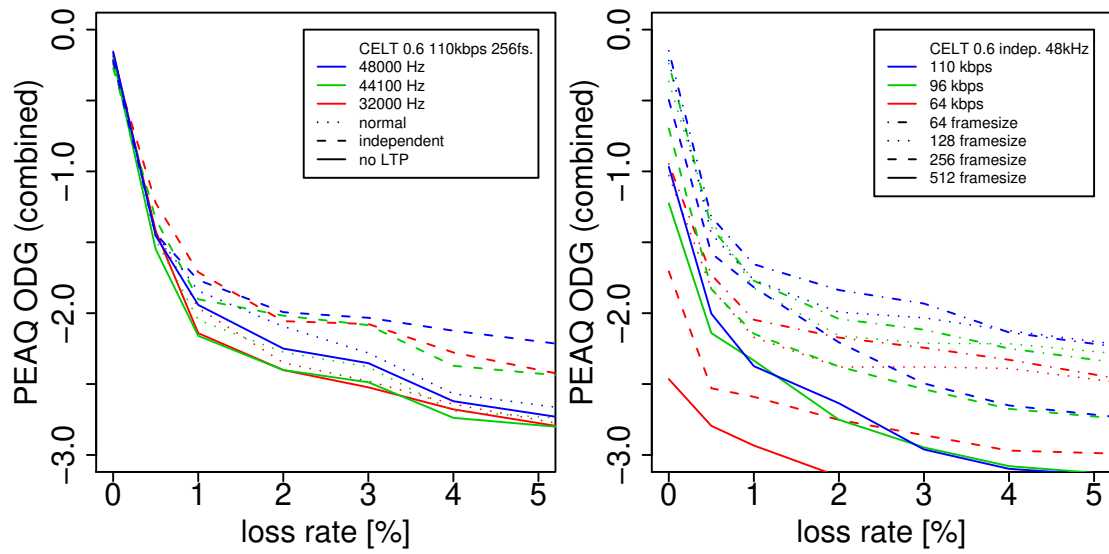 PEAQ ODG (combined)
0.0
−1.0
−2.0
−3.0
CELT 0.6 110kbps 256fs.
48000 Hz
44100 Hz
32000 Hz
normal
independent
no LTP
0 1 2 3 4 5
loss rate [%]
PEAQ ODG (combined)
0.0
−1.0
−2.0
−3.0
CELT 0.6 indep. 48kHz
110 kbps
96 kbps
64 kbps
64 framesize
128 framesize
256 framesize
512 framesize
0 1 2 3 4 5
loss rate [%]